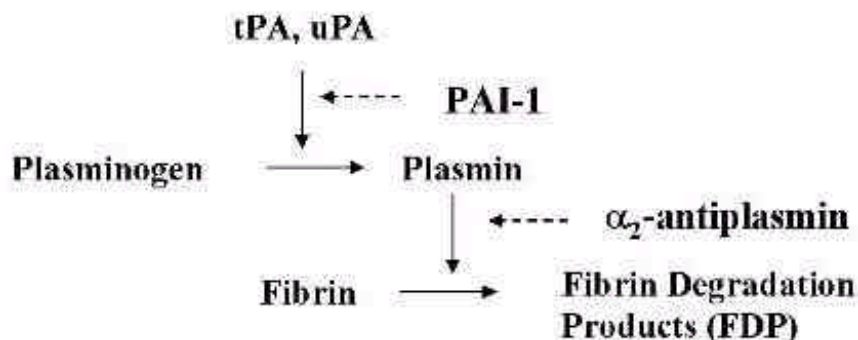 tPA, uPA
PAI-1
Plasminogen
Plasmin
α₂-antiplasmin
Fibrin
Fibrin Degradation
Products (FDP)